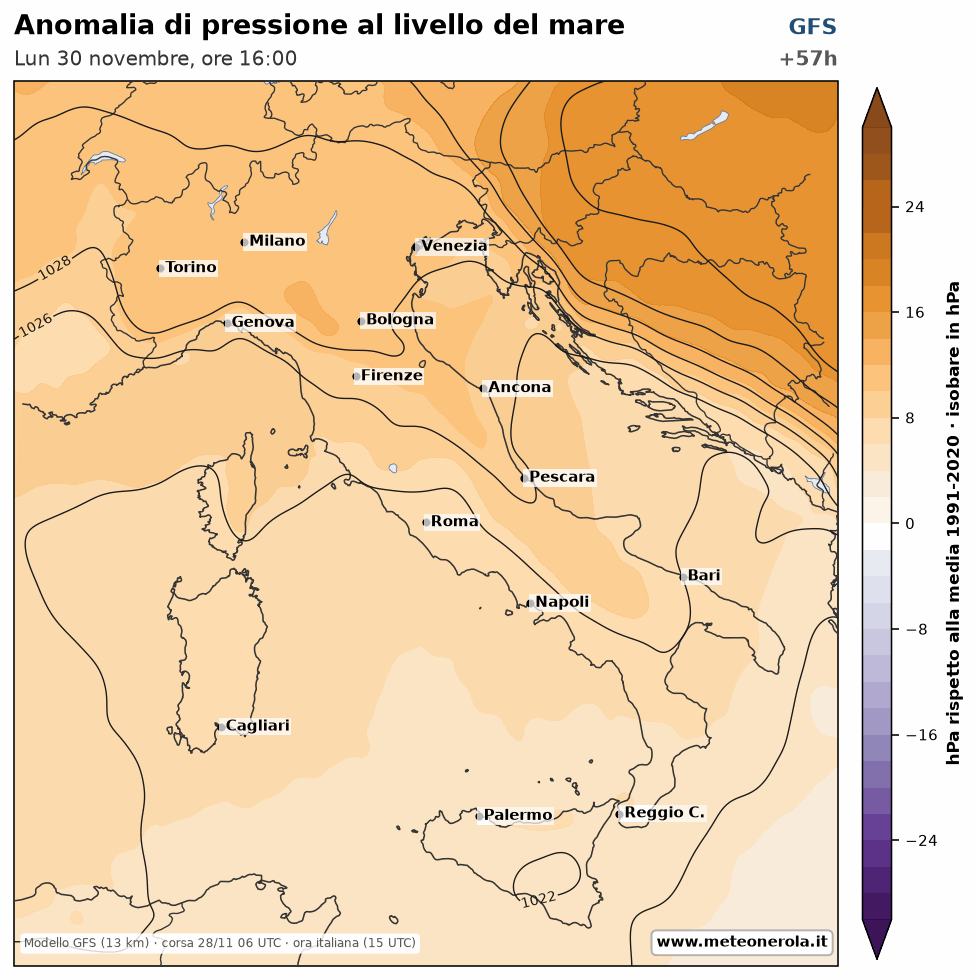 Anomalia di pressione al livello del mare
GFS
Lun 30 novembre, ore 16:00
+57h
Milano
Venezia
Torino
1028
1026
Genova
Bologna
Firenze
Ancona
Pescara
Roma
Bari
Napoli
Cagliari
Palermo
Reggio C.
1022
Modello GFS (13 km) · corsa 28/11 06 UTC · ora italiana (15 UTC)
www.meteonerola.it
24
16
8
0
−8
−16
−24
hPa rispetto alla media 1991-2020 · isobare in hPa